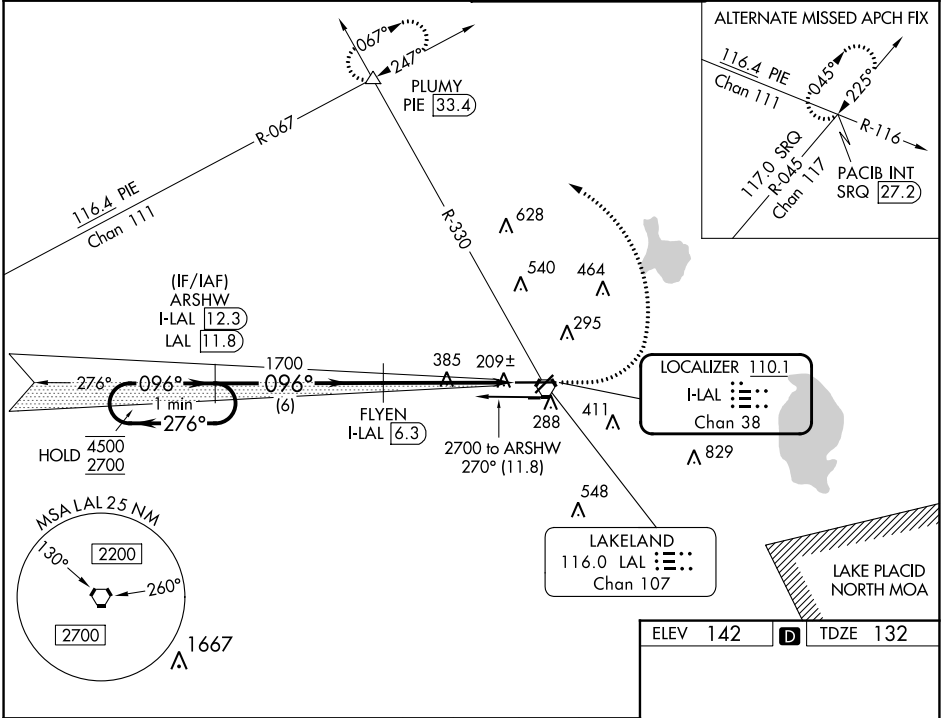 ALTERNATE MISSED APCH FIX
116.4 PIE
Chan 111
045°
225°
R-116
117.0 SRQ
R-045
Chan 117
PACIB INT
SRQ 27.2
067°
247°
PLUMY
PIE 33.4
R-067
116.4 PIE
Chan 111
R-330
628
540
464
295
(IF/IAF)
ARSHW
I-LAL 12.3
LAL 11.8
1700
385
209±
276°
096°
096°
1 min
(6)
276°
FLYEN
I-LAL 6.3
288
411
829
LOCALIZER 110.1
I-LAL
Chan 38
HOLD 4500
2700
2700 to ARSHW
270° (11.8)
548
MSA LAL 25 NM
130°
2200
260°
2700
1667
LAKELAND
116.0 LAL
Chan 107
LAKE PLACID
NORTH MOA
ELEV 142 D TDZE 132